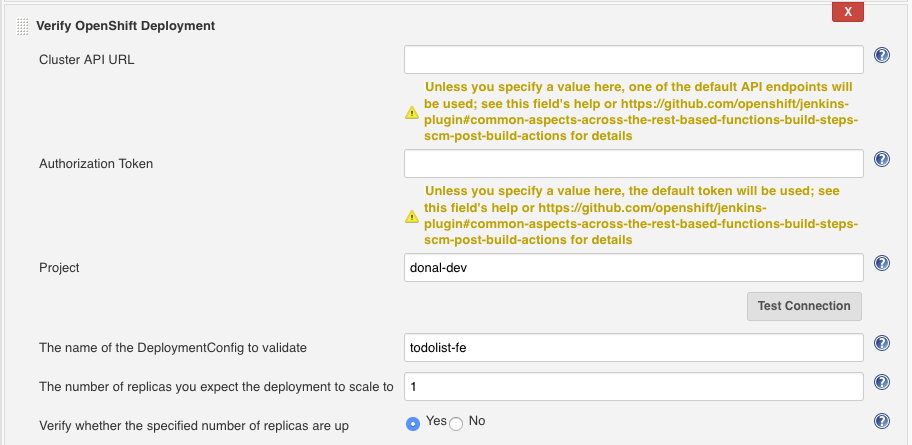 X
Verify OpenShift Deployment
Cluster API URL
Unless you specify a value here, one of the default API endpoints will
be used; see this field's help or https://github.com/openshift/jenkins-
plugin#common-aspects-across-the-rest-based-functions-build-steps-
scm-post-build-actions for details
Authorization Token
Unless you specify a value here, the default token will be used; see
this field's help or https://github.com/openshift/jenkins-
plugin#common-aspects-across-the-rest-based-functions-build-steps-
scm-post-build-actions for details
Project donal-dev
Test Connection
The name of the DeploymentConfig to validate todolist-fe
The number of replicas you expect the deployment to scale to 1
Verify whether the specified number of replicas are up Yes No